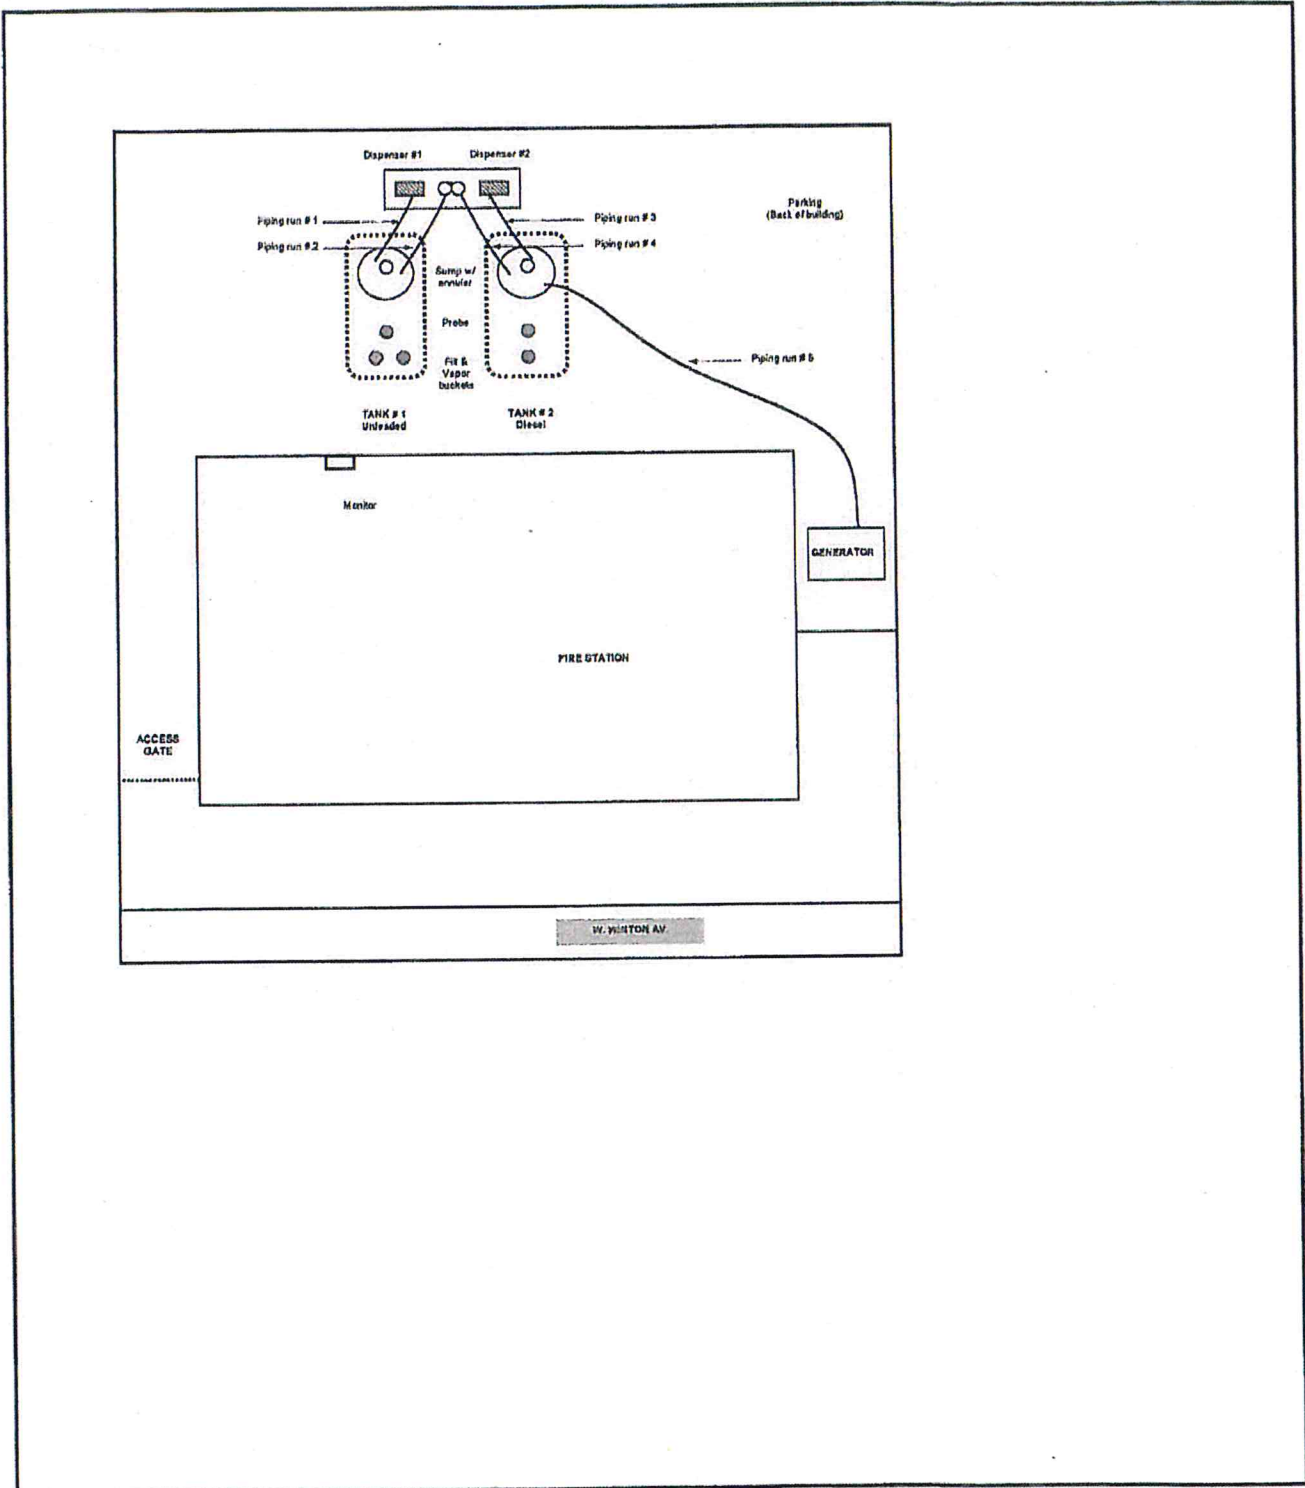 Dispenser #1
Dispenser #2
Parking
(Back of building)
Piping run # 1
Piping run # 3
Piping run # 2
Piping run # 4
Sump w/
annular
Probe
Piping run # 5
Fill &
Vapor
buckets
TANK # 1
Unleaded
TANK # 2
Diesel
Monitor
GENERATOR
FIRE STATION
ACCESS
GATE
W. WINTON AV.